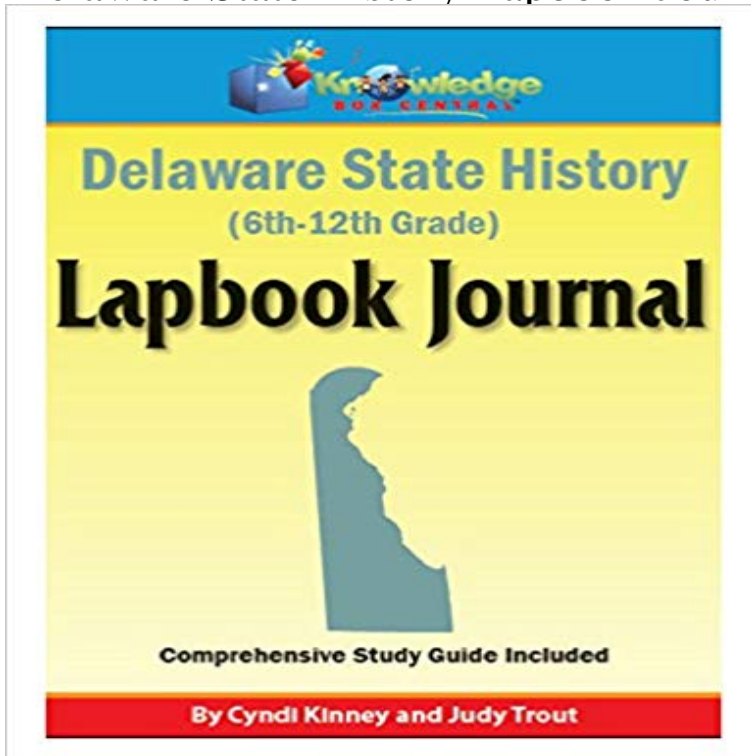 Knowledge
BOX CENTRAL
Delaware State History
(6th-12th Grade)
Lapbook Journal
Comprehensive Study Guide Included
By Cyndi Kinney and Judy Trout